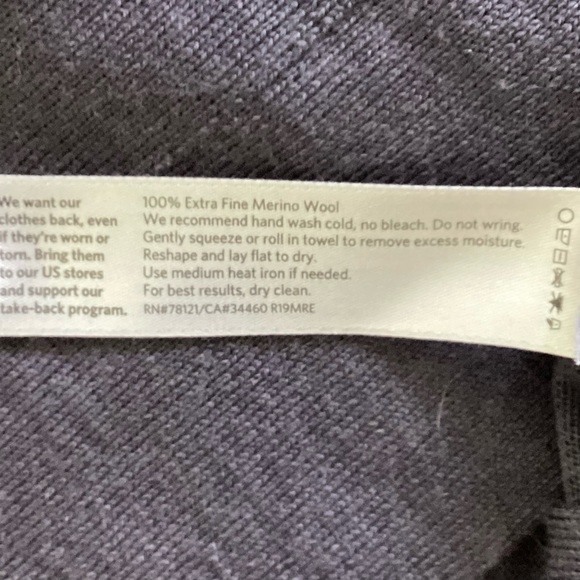 We want our
clothes back, even
if they're worn or
torn. Bring them
to our US stores
and support our
take-back program.
100% Extra Fine Merino Wool
We recommend hand wash cold, no bleach. Do not wring.
Gently squeeze or roll in towel to remove excess moisture.
Reshape and lay flat to dry.
Use medium heat iron if needed.
For best results, dry clean.
RN#78121/CA#34460 R19MRE